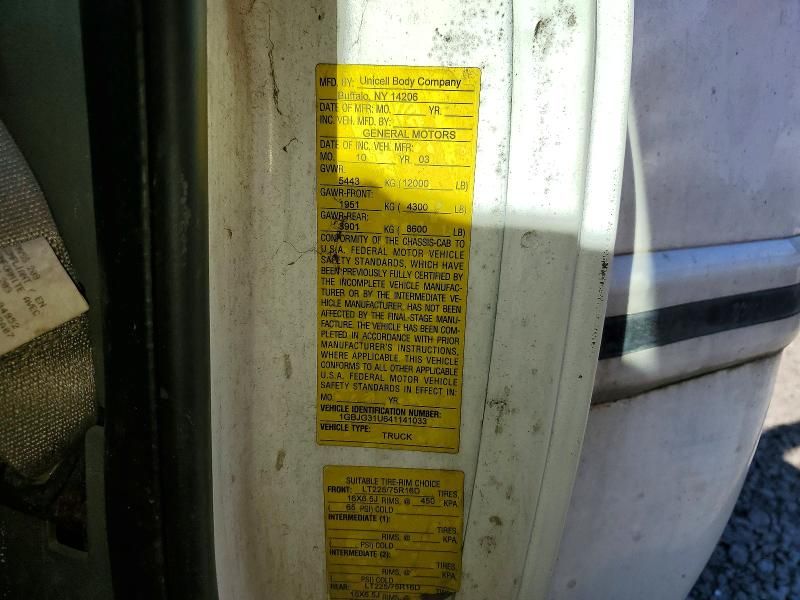 MFD. BY: Unicell Body Company
Buffalo, NY 14206
DATE OF MFR: MO. YR.
INC. VEH. MFD. BY:
GENERAL MOTORS
DATE OF INC. VEH. MFR:
MO. 10 YR. 03
GVWR:
5443 KG ( 12000 LB)
GAWR-FRONT:
1951 KG ( 4300 LB)
GAWR-REAR:
3901 KG ( 8600 LB)
CONFORMITY OF THE CHASSIS-CAB TO
U.S.A. FEDERAL MOTOR VEHICLE
SAFETY STANDARDS, WHICH HAVE
BEEN PREVIOUSLY FULLY CERTIFIED BY
THE INCOMPLETE VEHICLE MANUFAC-
TURER OR BY THE INTERMEDIATE VE-
HICLE MANUFACTURER, HAS NOT BEEN
AFFECTED BY THE FINAL-STAGE MANU-
FACTURE. THE VEHICLE HAS BEEN COM-
PLETED IN ACCORDANCE WITH PRIOR
MANUFACTURER'S INSTRUCTIONS,
WHERE APPLICABLE. THIS VEHICLE
CONFORMS TO ALL OTHER APPLICABLE
U.S.A. FEDERAL MOTOR VEHICLE
SAFETY STANDARDS IN EFFECT IN:
MO. YR.
VEHICLE IDENTIFICATION NUMBER:
1GBJG31U641141033
VEHICLE TYPE:
TRUCK
SUITABLE TIRE-RIM CHOICE
FRONT: LT225/75R16D TIRES,
16X6.5J RIMS, @ 450 KPA,
( 65 PSI) COLD
INTERMEDIATE (1):
TIRES,
RIMS, @ KPA,
( PSI) COLD
INTERMEDIATE (2):
TIRES,
RIMS, @ KPA,
( PSI) COLD
REAR: LT225/75R16D
16X6.5J RIMS, @